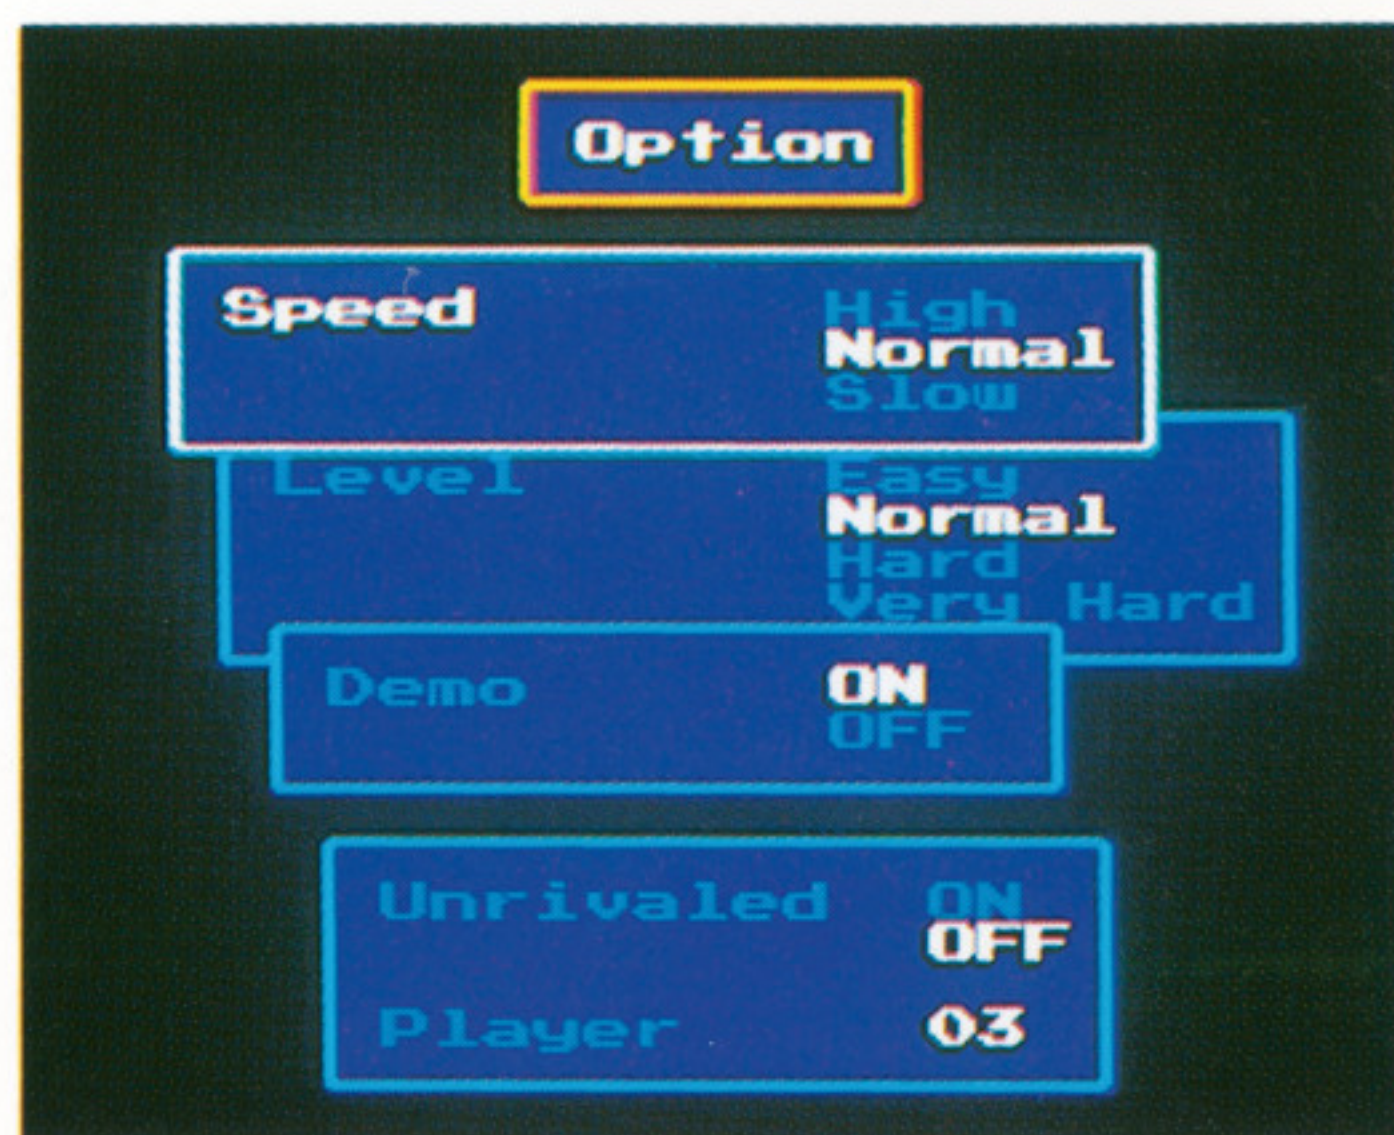 Option
Speed High
Normal
Slow
Level Easy
Normal
Hard
Very Hard
Demo ON
OFF
Unrivaled ON
OFF
Player 03